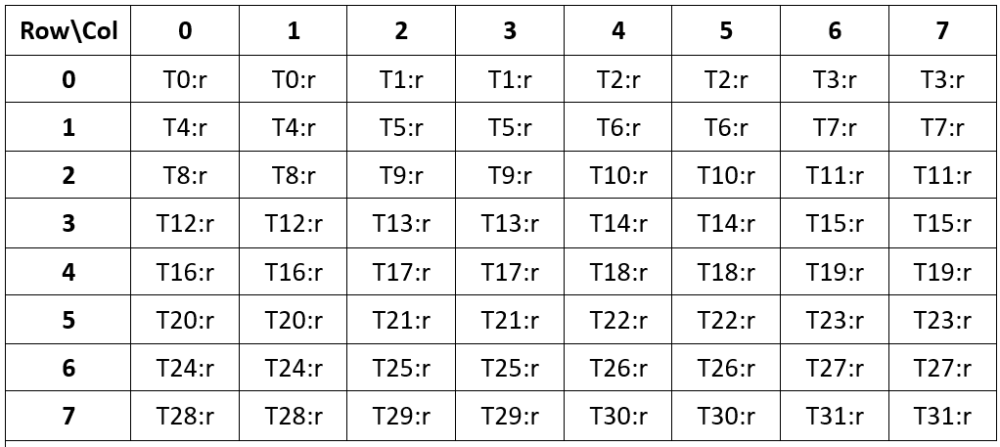 Row\Col 0 1 2 3 4 5 6 7
0 T0:r T0:r T1:r T1:r T2:r T2:r T3:r T3:r
1 T4:r T4:r T5:r T5:r T6:r T6:r T7:r T7:r
2 T8:r T8:r T9:r T9:r T10:r T10:r T11:r T11:r
3 T12:r T12:r T13:r T13:r T14:r T14:r T15:r T15:r
4 T16:r T16:r T17:r T17:r T18:r T18:r T19:r T19:r
5 T20:r T20:r T21:r T21:r T22:r T22:r T23:r T23:r
6 T24:r T24:r T25:r T25:r T26:r T26:r T27:r T27:r
7 T28:r T28:r T29:r T29:r T30:r T30:r T31:r T31:r